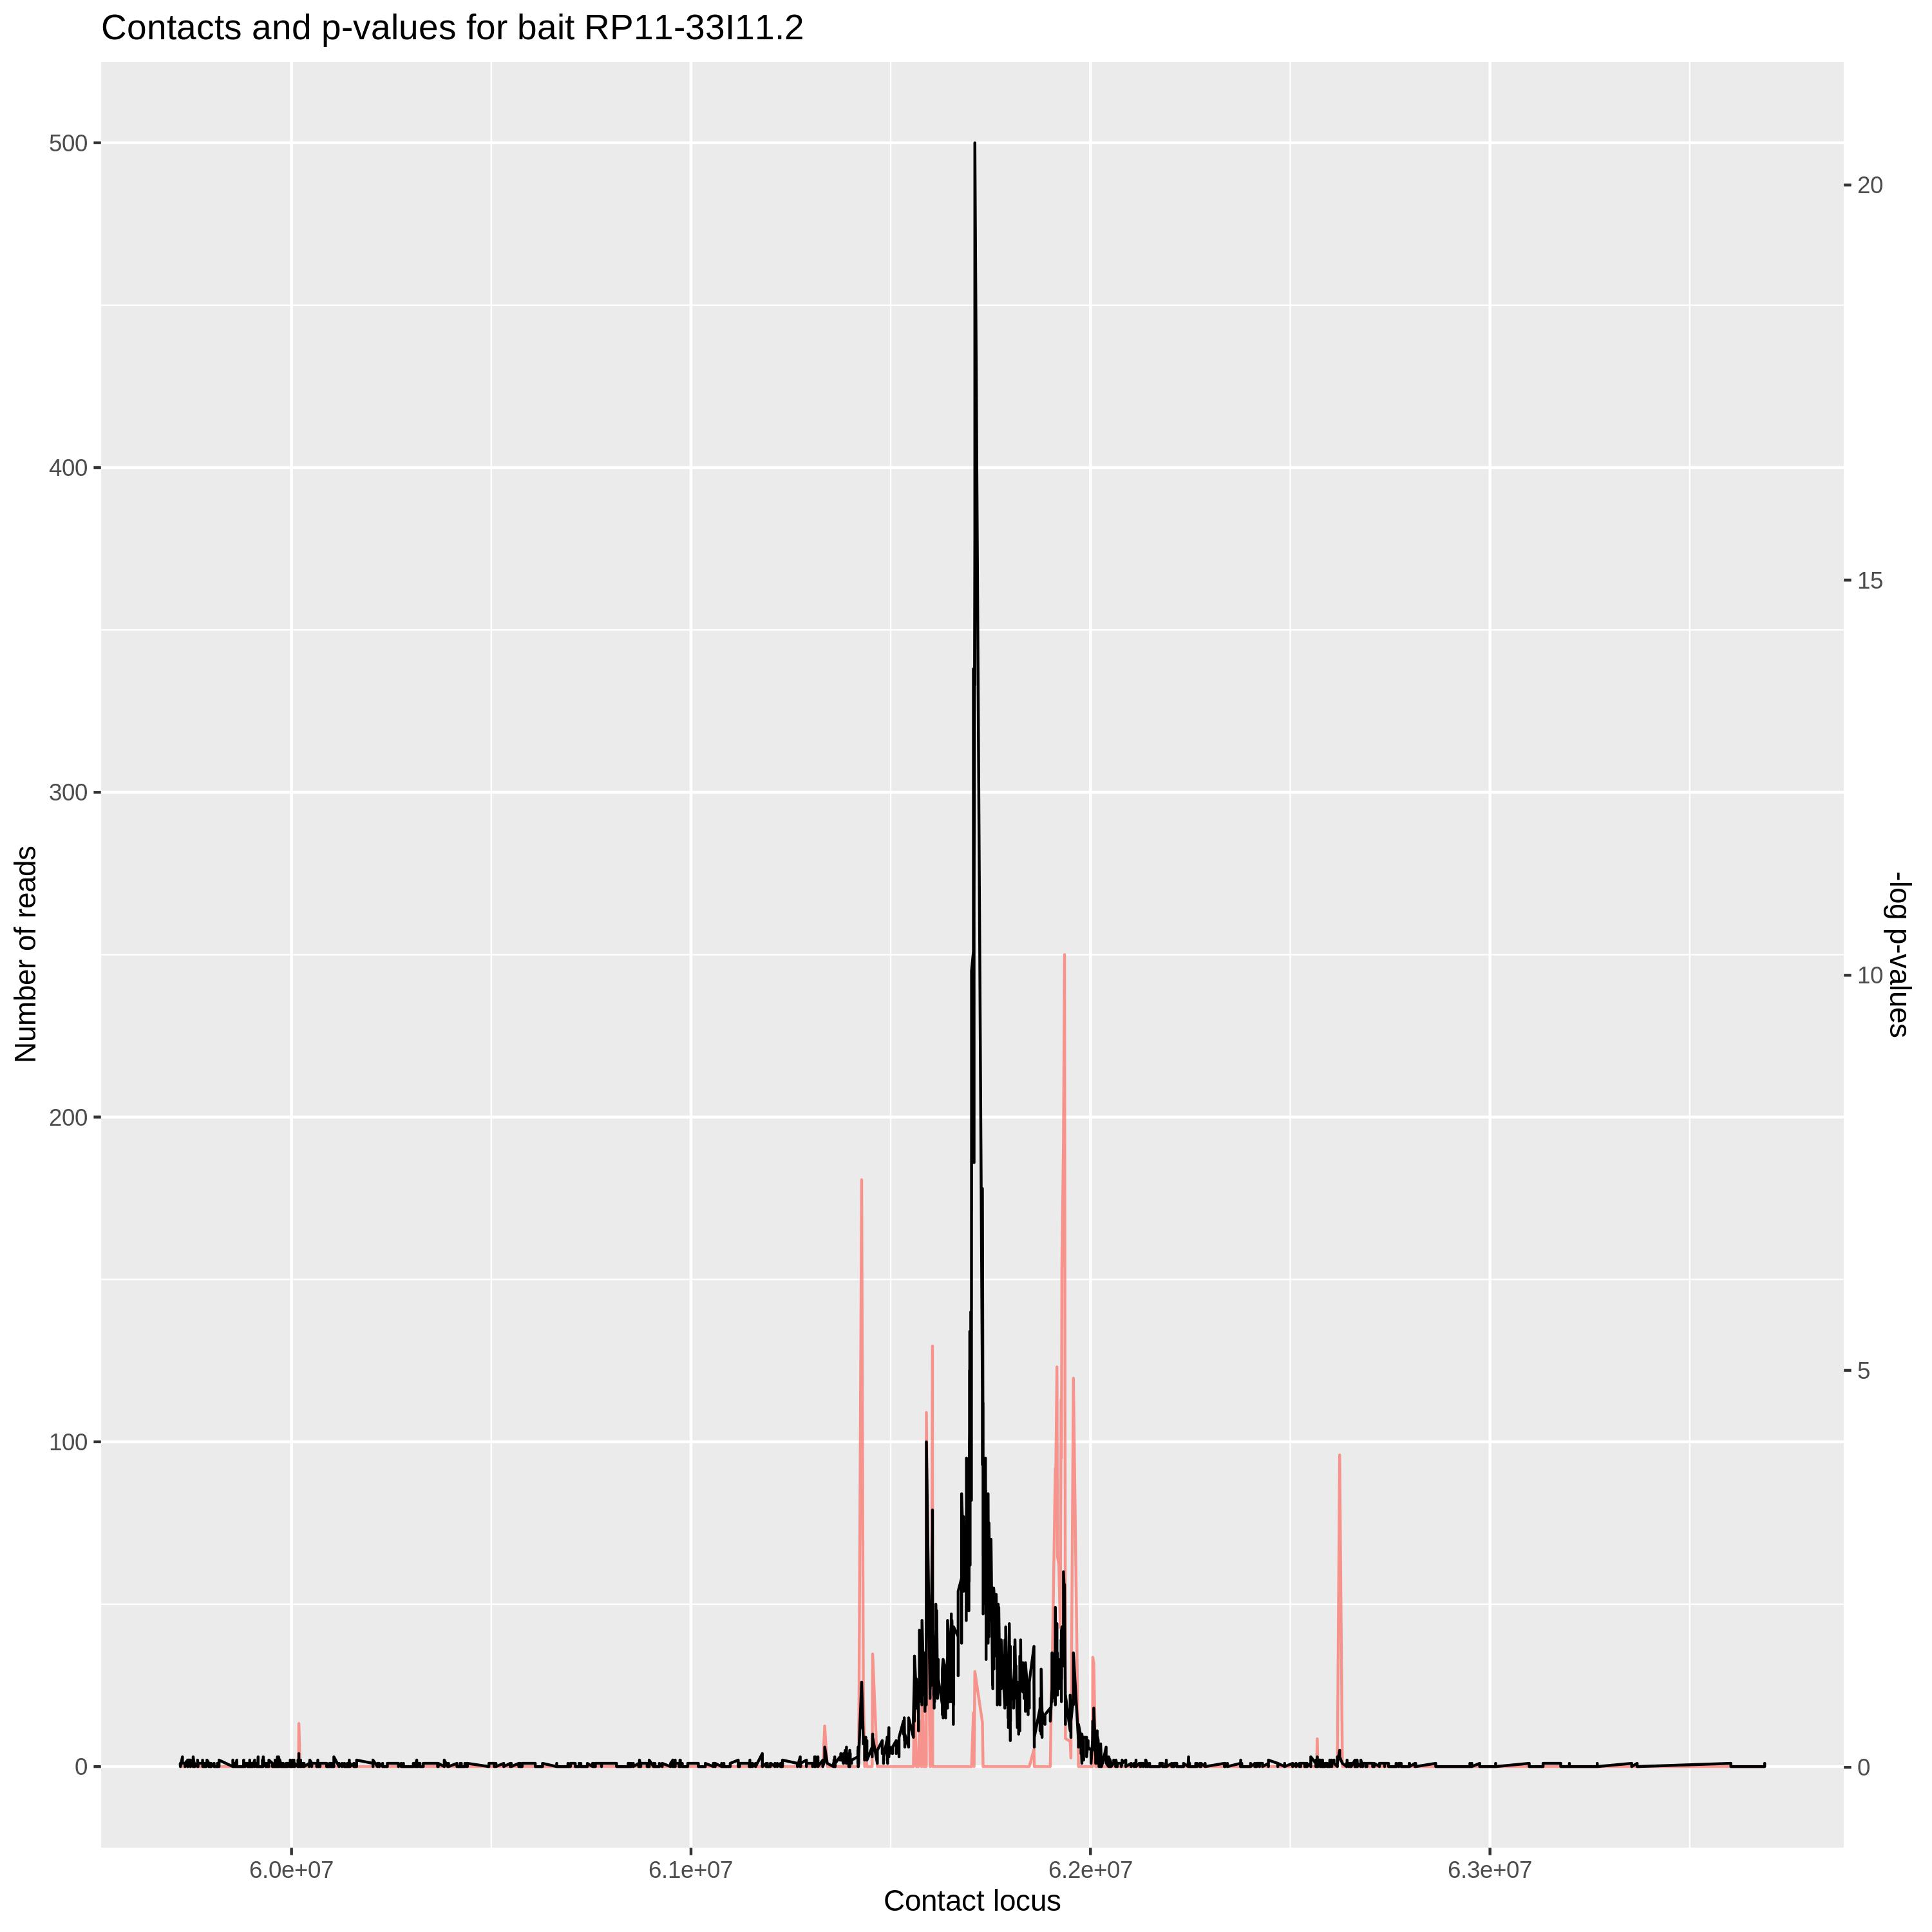 Contacts and p-values for bait RP11-33I11.2
500
400
300
200
100
0
Number of reads
20
15
10
5
0
-log p-values
6.0e+07 6.1e+07 6.2e+07 6.3e+07
Contact locus